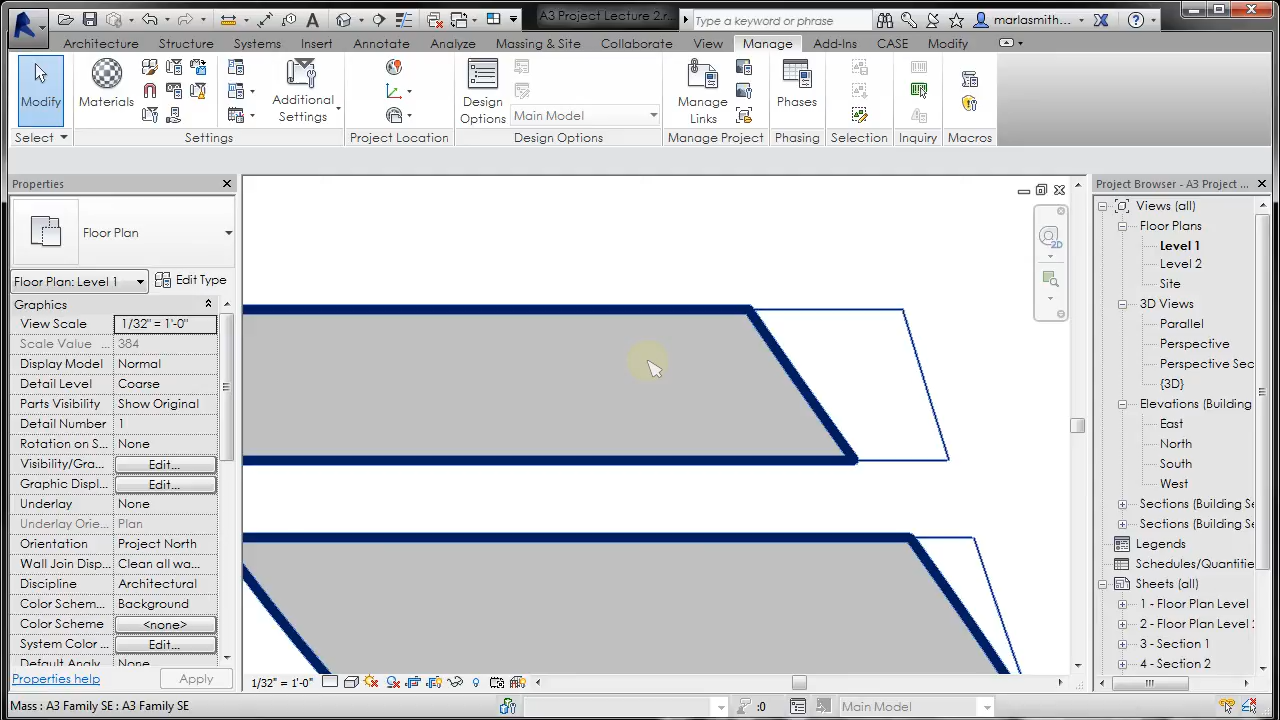 A3 Project Lecture 2.r...
Type a keyword or phrase
marlasmith...
Architecture Structure Systems Insert Annotate Analyze Massing & Site Collaborate View Manage Add-Ins CASE Modify
Modify
Materials
Additional
Settings
Design
Options
Main Model
Manage
Links
Phases
Select
Settings
Project Location
Design Options
Manage Project
Phasing
Selection
Inquiry
Macros
Properties
Floor Plan
Floor Plan: Level 1
Edit Type
Graphics
View Scale 1/32" = 1'-0"
Scale Value ... 384
Display Model Normal
Detail Level Coarse
Parts Visibility Show Original
Detail Number 1
Rotation on S... None
Visibility/Gra... Edit...
Graphic Displ... Edit...
Underlay None
Underlay Orie... Plan
Orientation Project North
Wall Join Disp... Clean all wa...
Discipline Architectural
Color Schem... Background
Color Scheme <none>
System Color ... Edit...
Default Analy... None
Properties help
Apply
2D
1/32" = 1'-0"
Project Browser - A3 Project ...
Views (all)
Floor Plans
Level 1
Level 2
Site
3D Views
Parallel
Perspective
Perspective Sec
{3D}
Elevations (Building
East
North
South
West
Sections (Building S
Sections (Building S
Legends
Schedules/Quantitie
Sheets (all)
1 - Floor Plan Level
2 - Floor Plan Level
3 - Section 1
4 - Section 2
Mass : A3 Family SE : A3 Family SE
:0
Main Model